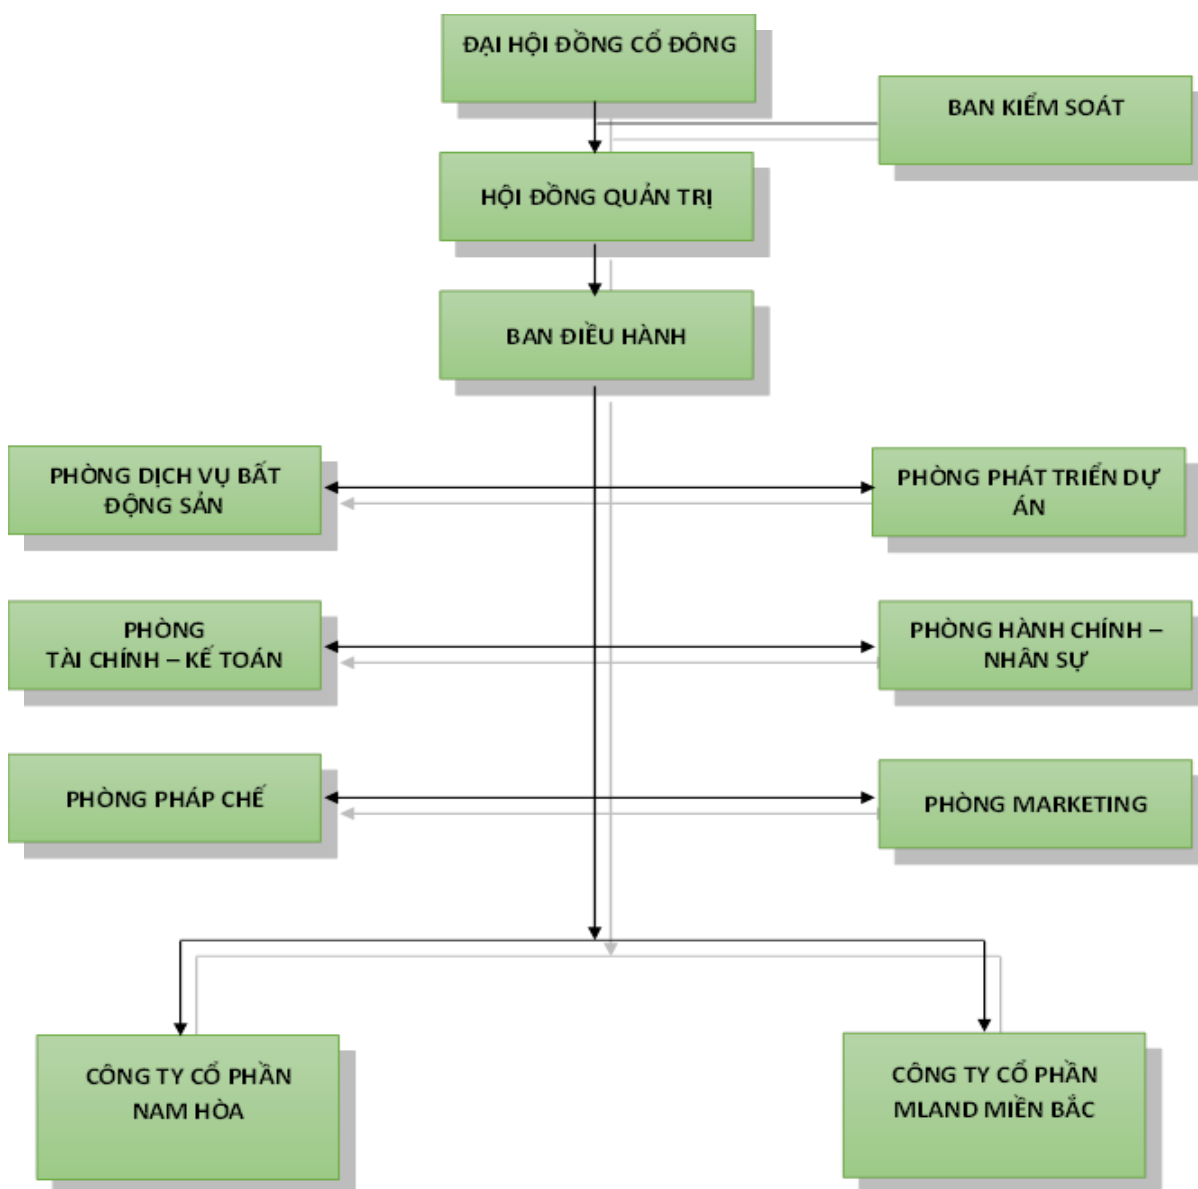 ĐẠI HỘI ĐỒNG CỔ ĐÔNG
BAN KIỂM SOÁT
HỘI ĐỒNG QUẢN TRỊ
BAN ĐIỀU HÀNH
PHÒNG DỊCH VỤ BẤT
ĐỘNG SẢN
PHÒNG PHÁT TRIỂN DỰ
ÁN
PHÒNG
TÀI CHÍNH – KẾ TOÁN
PHÒNG HÀNH CHÍNH –
NHÂN SỰ
PHÒNG PHÁP CHẾ
PHÒNG MARKETING
CÔNG TY CỔ PHẦN
NAM HÒA
CÔNG TY CỔ PHẦN
MLAND MIỀN BẮC